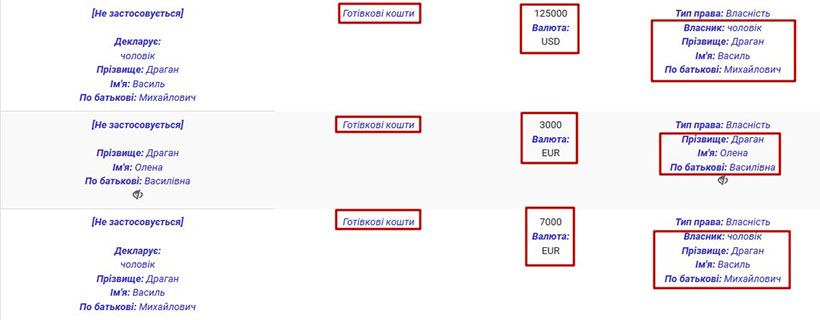 [Не застосовується]
Декларує:
чоловік
Прізвище: Драган
Ім'я: Василь
По батькові: Михайлович
Готівкові кошти
125000
Валюта:
USD
Тип права: Власність
Власник: чоловік
Прізвище: Драган
Ім'я: Василь
По батькові: Михайлович
[Не застосовується]
Прізвище: Драган
Ім'я: Олена
По батькові: Василівна
Готівкові кошти
3000
Валюта:
EUR
Тип права: Власність
Прізвище: Драган
Ім'я: Олена
По батькові: Василівна
[Не застосовується]
Декларує:
чоловік
Прізвище: Драган
Ім'я: Василь
По батькові: Михайлович
Готівкові кошти
7000
Валюта:
EUR
Тип права: Власність
Власник: чоловік
Прізвище: Драган
Ім'я: Василь
По батькові: Михайлович